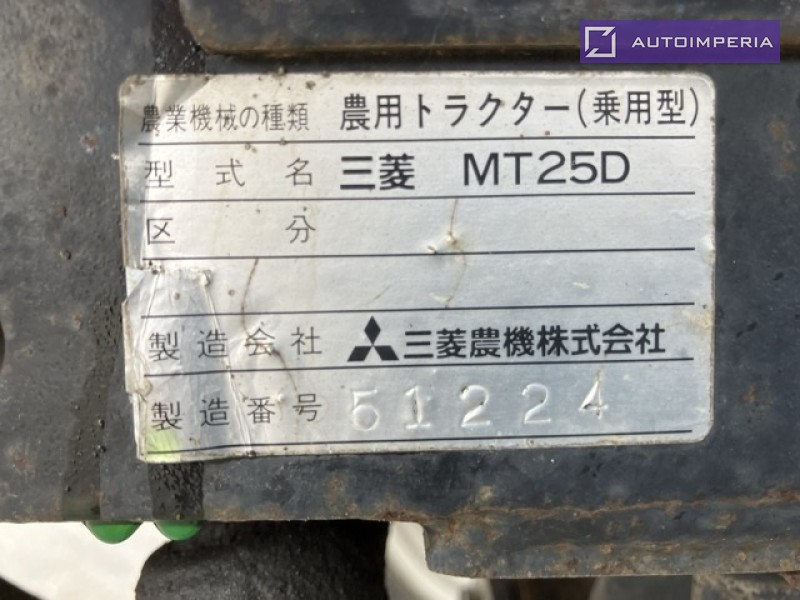 AUTOIMPERIA
農業機械の種類 農用トラクター(乗用型)
型式名 三菱 MT25D
区分
製造会社 三菱農機株式会社
製造番号 51224